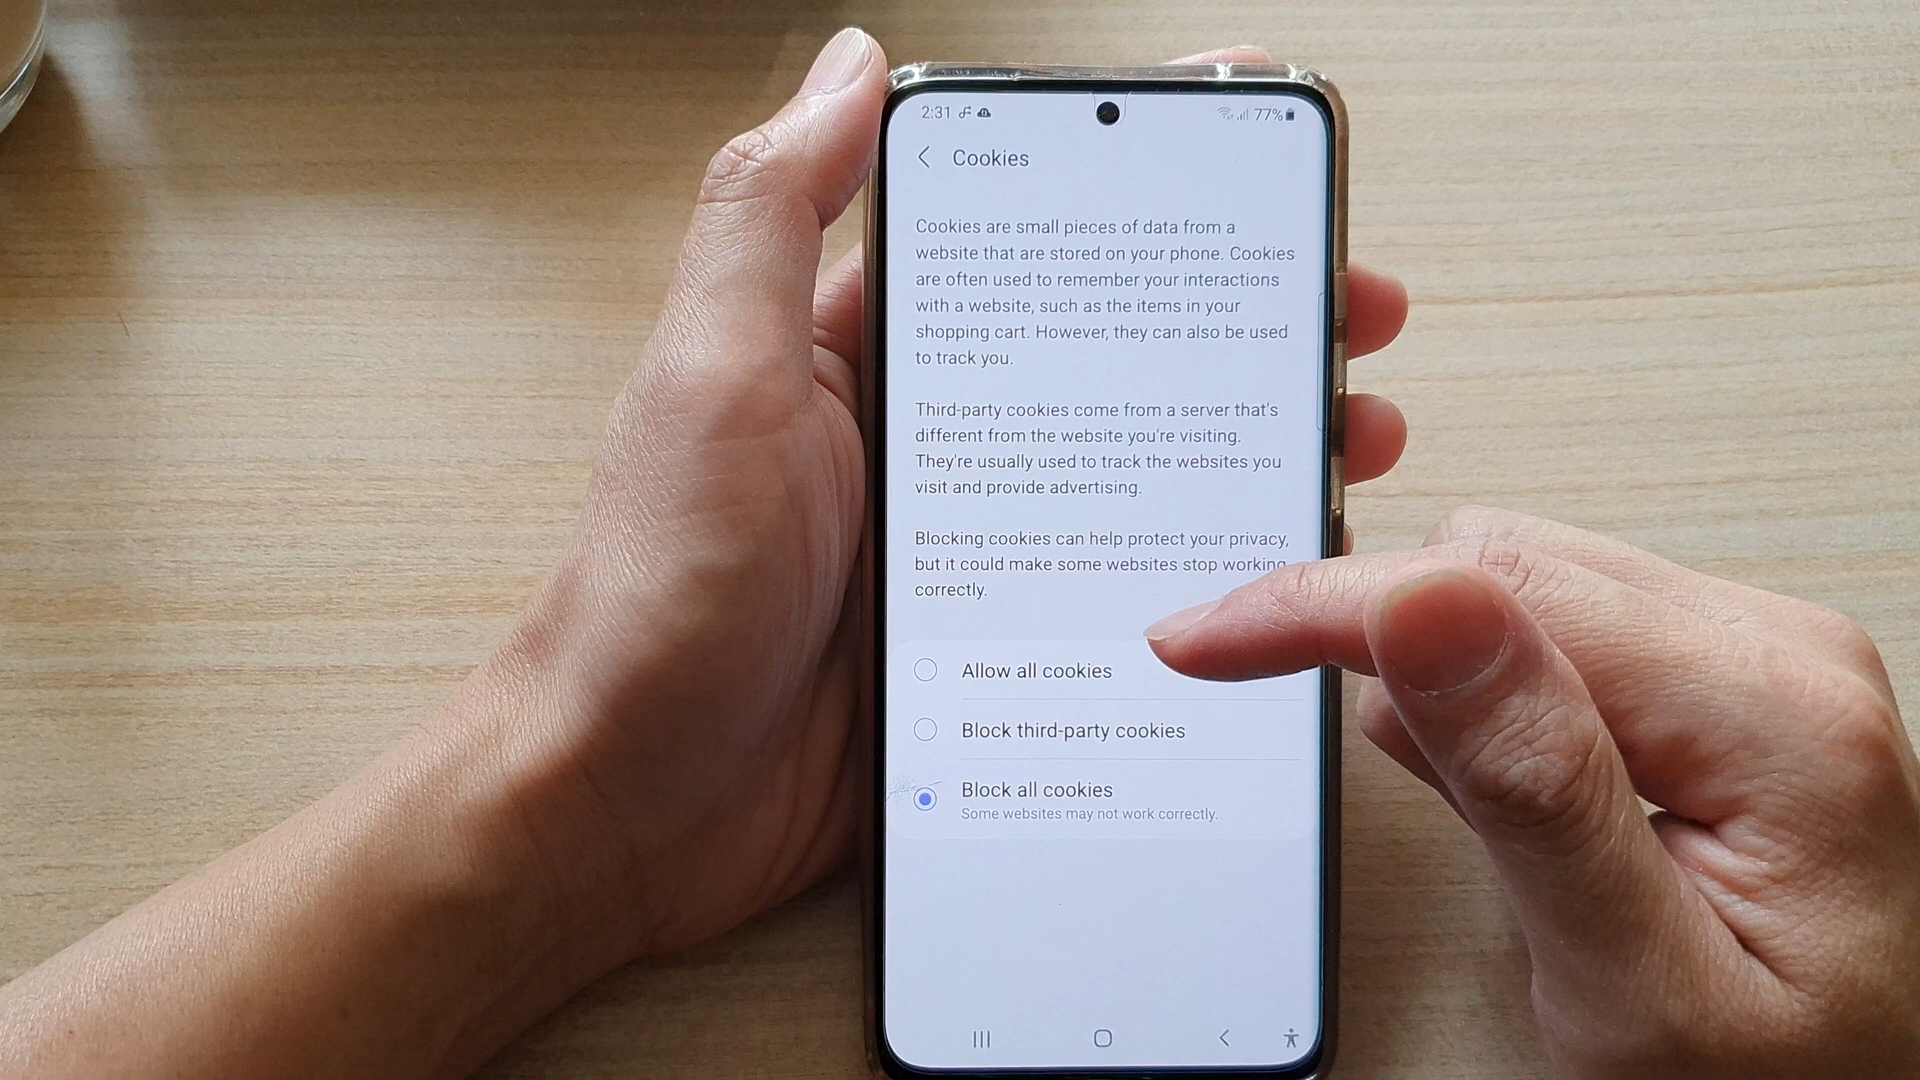 2:31
77%
Cookies
Cookies are small pieces of data from a
website that are stored on your phone. Cookies
are often used to remember your interactions
with a website, such as the items in your
shopping cart. However, they can also be used
to track you.
Third-party cookies come from a server that's
different from the website you're visiting.
They're usually used to track the websites you
visit and provide advertising.
Blocking cookies can help protect your privacy,
but it could make some websites stop working
correctly.
Allow all cookies
Block third-party cookies
Block all cookies
Some websites may not work correctly.